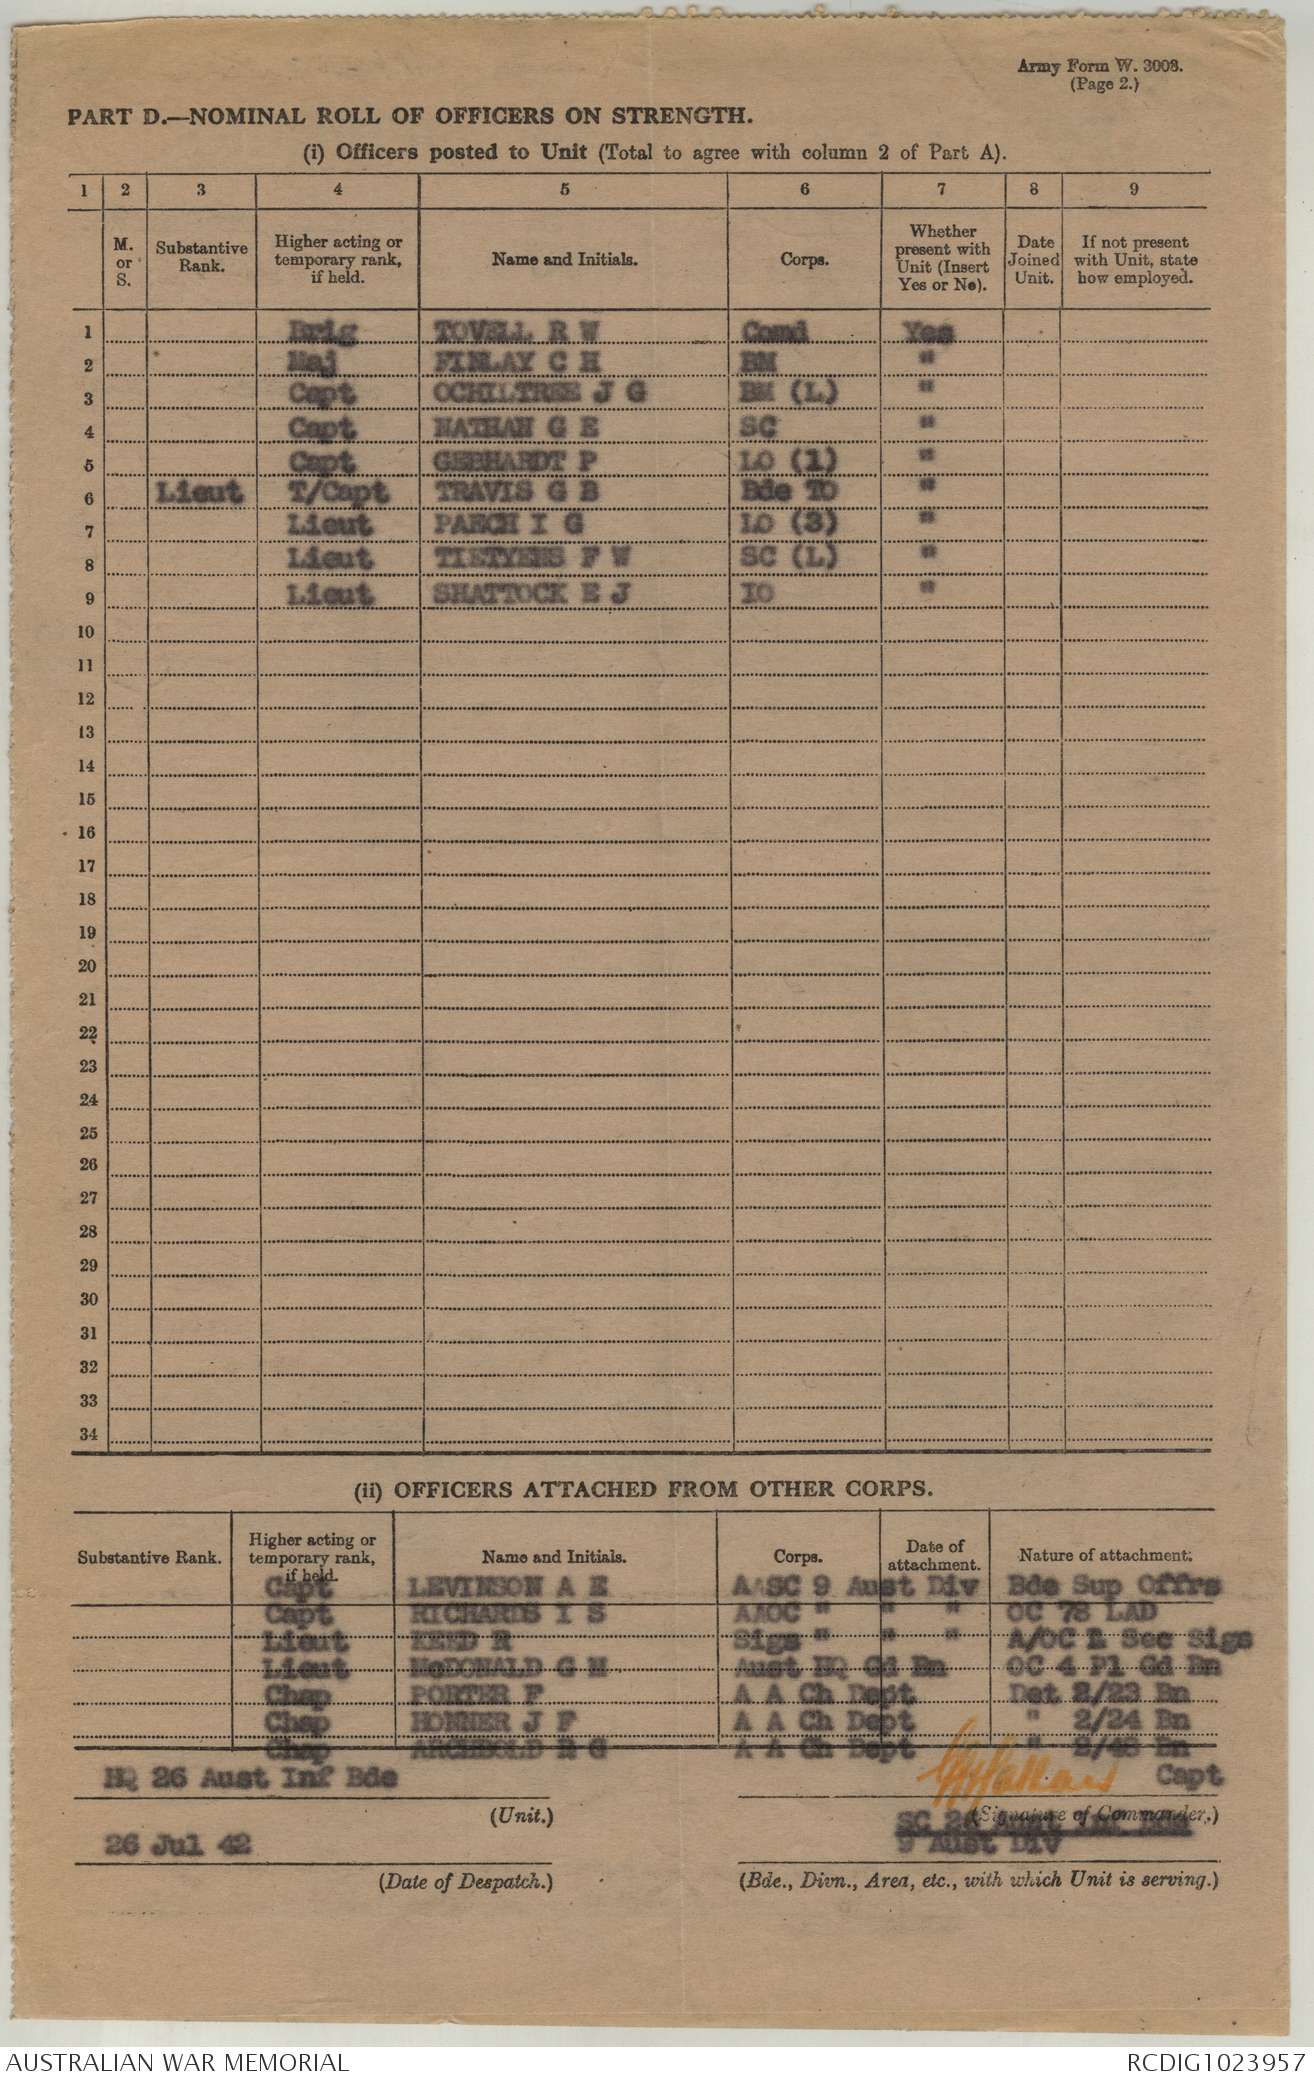 Army Form W. 3008.
(Page 2.)
PART D.—NOMINAL ROLL OF OFFICERS ON STRENGTH.
(i) Officers posted to Unit (Total to agree with column 2 of Part A).
1 2 3 4 5 6 7 8 9
M. or S. Substantive Rank. Higher acting or temporary rank, if held. Name and Initials. Corps. Whether present with Unit (Insert Yes or No). Date Joined Unit. If not present with Unit, state how employed.
1 Brig TOVELL R W Comd Yes
2 Maj FINLAY C H BM "
3 Capt OCHILTREE J G BM (L) "
4 Capt NATHAN G E SC "
5 Capt GEBHARDT P LO (1) "
6 Lieut T/Capt TRAVIS G B Bde TO "
7 Lieut PAECH I G LO (3) "
8 Lieut TIETYENS F W SC (L) "
9 Lieut SHATTOCK E J IO "
10
11
12
13
14
15
16
17
18
19
20
21
22
23
24
25
26
27
28
29
30
31
32
33
34
(ii) OFFICERS ATTACHED FROM OTHER CORPS.
Substantive Rank. Higher acting or temporary rank, if held. Name and Initials. Corps. Date of attachment. Nature of attachment.
Capt LEVINSON A E AASC 9 Aust Div Bde Sup Offrs
Capt RICHARDS I S AAOC " " " OC 78 LAD
Lieut REED R Sigs " " " A/OC L Sec Sigs
Lieut McDONALD G M Aust HQ Gd Bn OC 4 Pl Gd Bn
Chap PORTER F A A Ch Dept Det 2/23 Bn
Chap HONNER J F A A Ch Dept " 2/24 Bn
Chap ARCHBOLD R G A A Ch Dept " 2/48 Bn
HQ 26 Aust Inf Bde Capt
(Unit.) (Signature of Commander.)
SC 26 Aust Inf Bde
26 Jul 42 9 Aust Div
(Date of Despatch.) (Bde., Divn., Area, etc., with which Unit is serving.)
AUSTRALIAN WAR MEMORIAL RCDIG1023957